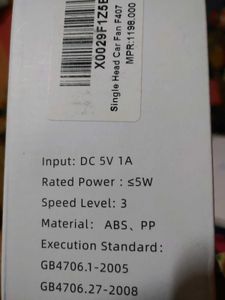 X0029F1Z5B
Single Head Car Fan F407
MPR:1198.000
Input: DC 5V 1A
Rated Power : ≤5W
Speed Level: 3
Material: ABS、PP
Execution Standard:
GB4706.1-2005
GB4706.27-2008